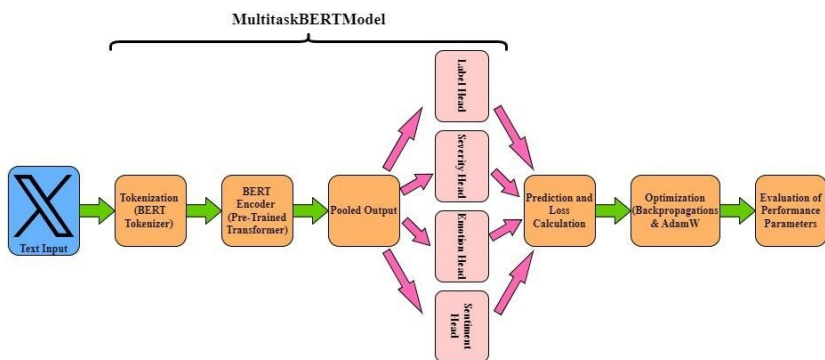 MultitaskBERTModel
Text Input
Tokenization
(BERT
Tokenizer)
BERT
Encoder
(Pre-Trained
Transformer)
Pooled Output
Label Head
Severity Head
Emotion Head
Sentiment
Head
Prediction and
Loss
Calculation
Optimization
(Backpropagations
& AdamW)
Evaluation of
Performance
Parameters